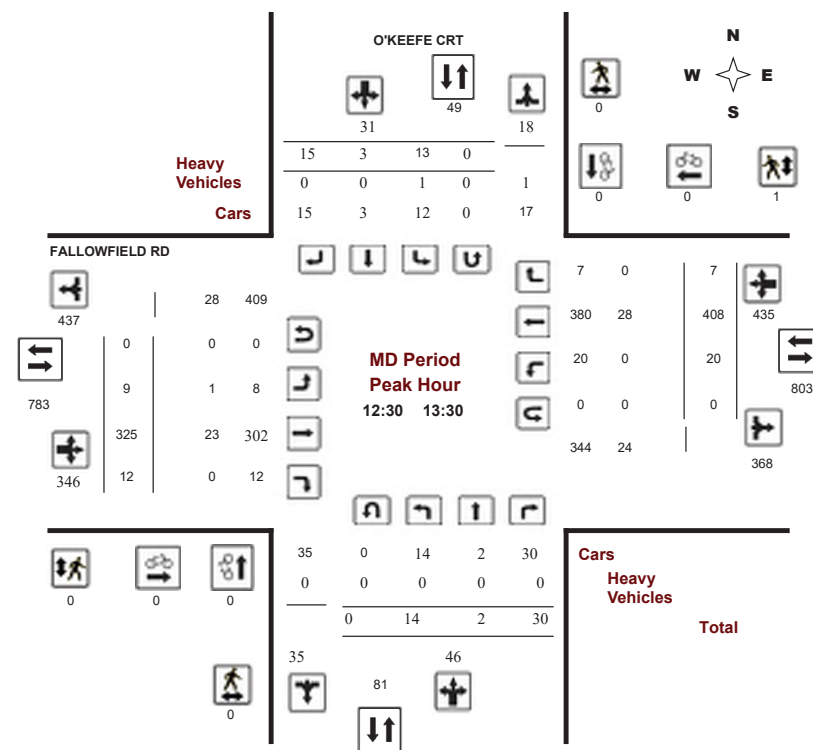 O'KEEFE CRT
N
W E
S
49
0
31 18
15 3 13 0
Heavy
Vehicles
0 0 1 0 1
Cars
15 3 12 0 17
0 0 1
FALLOWFIELD RD
7 0 7
437
28 409
380 28 408 435
0 0 0
20 0 20
MD Period
Peak Hour
12:30 13:30
783
9 1 8
803
0 0 0
325 23 302
344 24
346
12 0 12
368
35 0 14 2 30
Cars
0 0 0 0 0
Heavy
Vehicles
0 0 0
0 14 2 30
Total
35 46
81
0